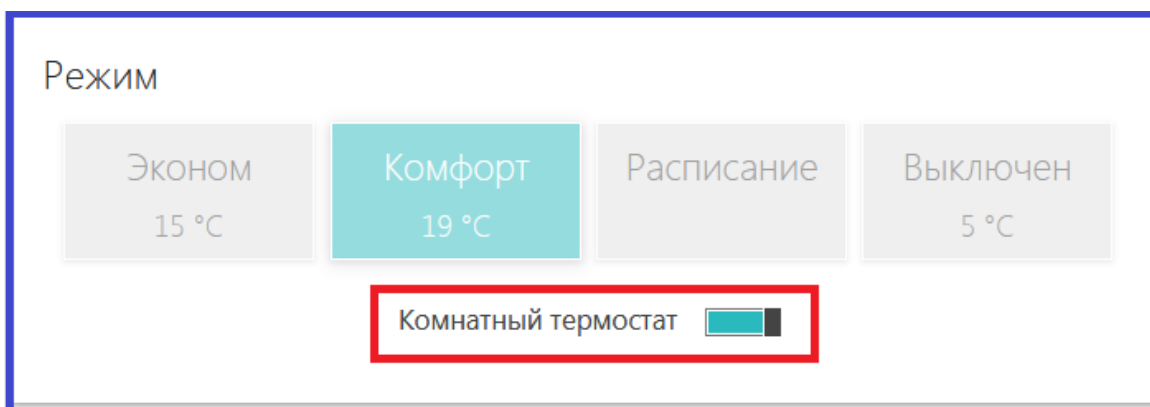 Режим
Эконом Комфорт Расписание Выключен
15 °C 19 °C 5 °C
Комнатный термостат